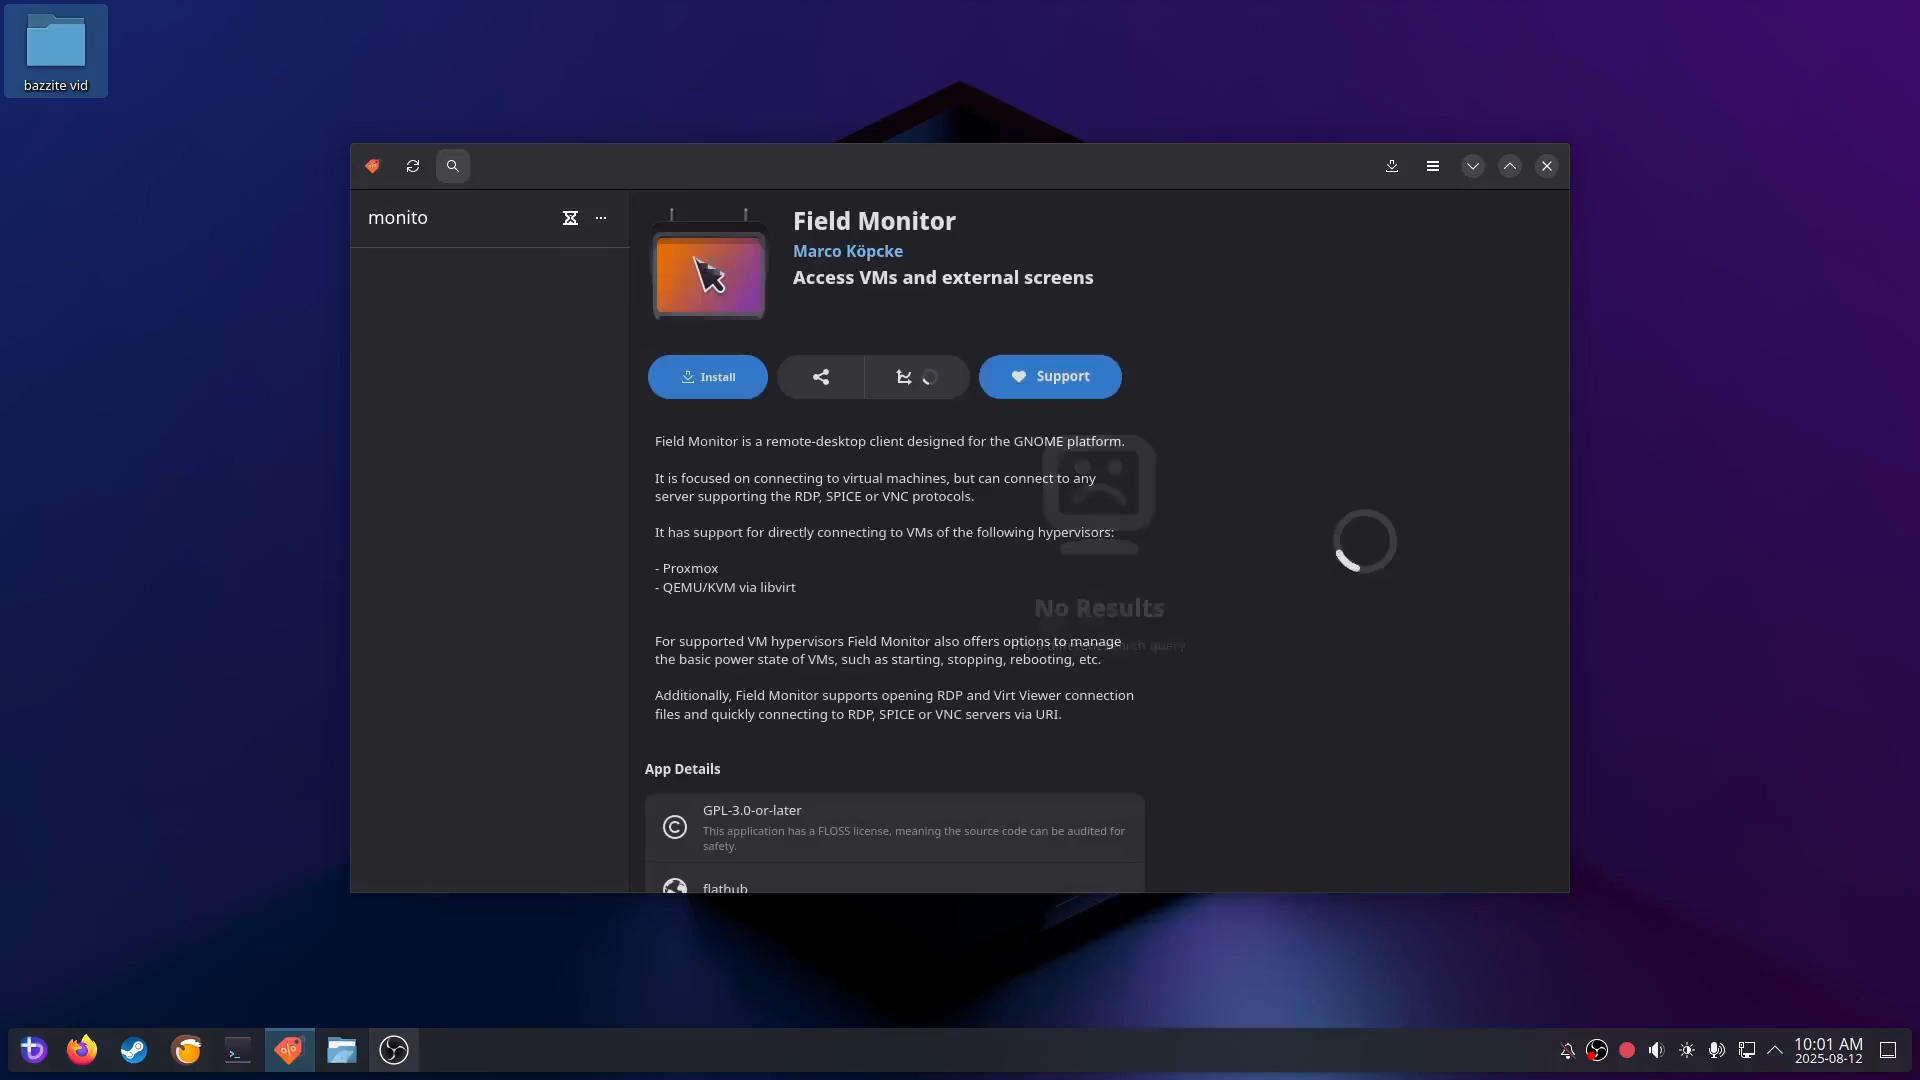 bazzite vid
monito
Field Monitor
Marco Köpcke
Access VMs and external screens
Install
Support
Field Monitor is a remote-desktop client designed for the GNOME platform.
It is focused on connecting to virtual machines, but can connect to any
server supporting the RDP, SPICE or VNC protocols.
It has support for directly connecting to VMs of the following hypervisors:
- Proxmox
- QEMU/KVM via libvirt
No Results
For supported VM hypervisors Field Monitor also offers options to manage
the basic power state of VMs, such as starting, stopping, rebooting, etc.
query
Additionally, Field Monitor supports opening RDP and Virt Viewer connection
files and quickly connecting to RDP, SPICE or VNC servers via URI.
App Details
GPL-3.0-or-later
This application has a FLOSS license, meaning the source code can be audited for
safety.
flathub
10:01 AM
2025-08-12